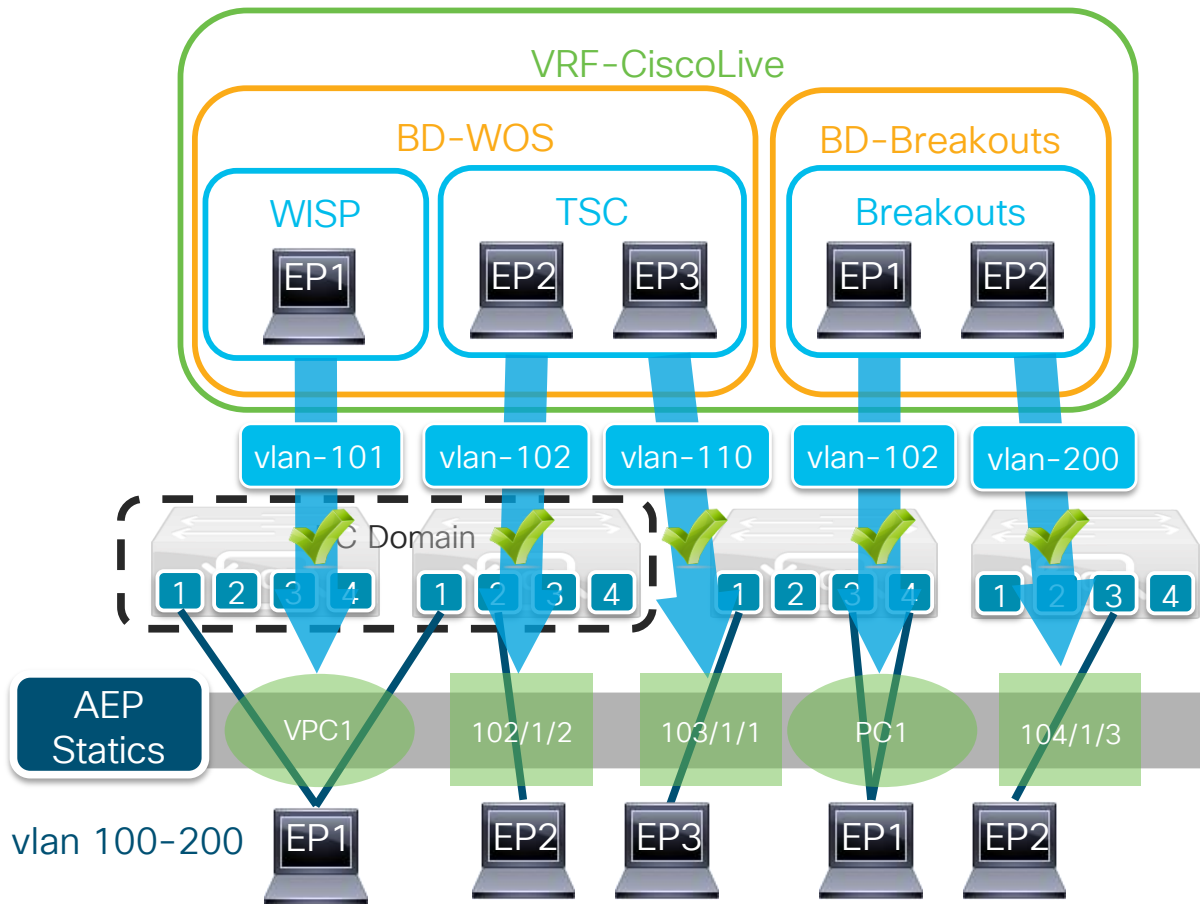 VRF-CiscoLive
BD-WOS
BD-Breakouts
WISP
TSC
Breakouts
EP1
EP2
EP3
EP1
EP2
vlan-101
vlan-102
vlan-110
vlan-102
vlan-200
C Domain
1 2 3 4
1 2 3 4
1 2 3 4
1 2 3 4
AEP
Statics
VPC1
102/1/2
103/1/1
PC1
104/1/3
vlan 100-200
EP1
EP2
EP3
EP1
EP2